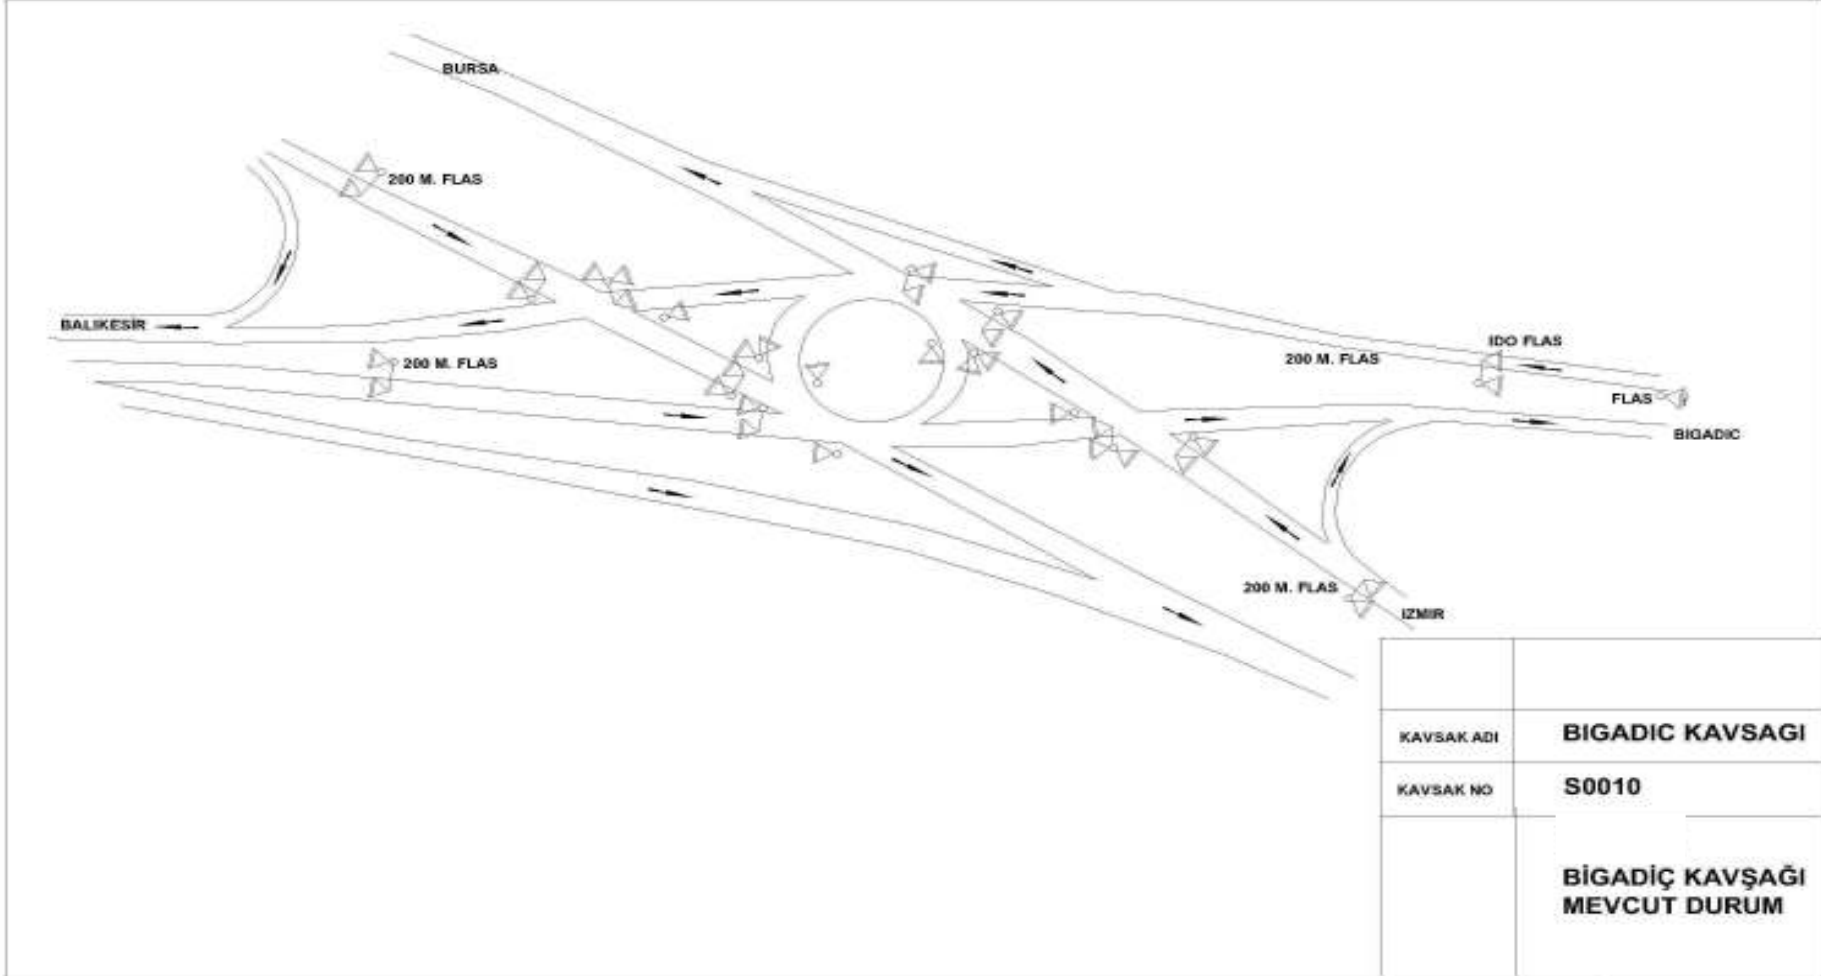 BURSA
200 M. FLAS
BALIKESİR
200 M. FLAS
IDO FLAS
200 M. FLAS
FLAS
BIGADIC
200 M. FLAS
IZMIR
KAVSAK ADI
BIGADIC KAVSAGI
KAVSAK NO
S0010
BİGADİÇ KAVŞAĞI
MEVCUT DURUM